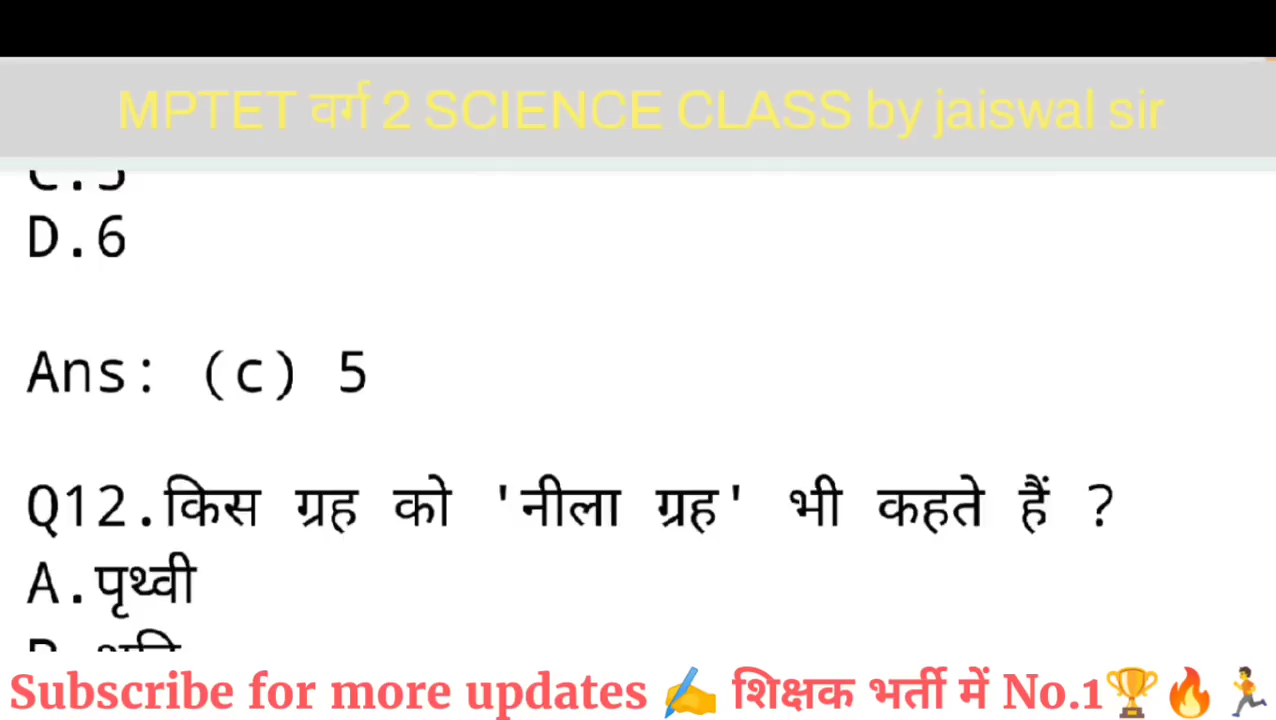 MPTET वर्ग 2 SCIENCE CLASS by jaiswal sir
C.5
D.6
Ans: (c) 5
Q12.किस ग्रह को 'नीला ग्रह' भी कहते हैं ?
A.पृथ्वी
Subscribe for more updates ✍️ शिक्षक भर्ती में No.1🏆🔥🏃